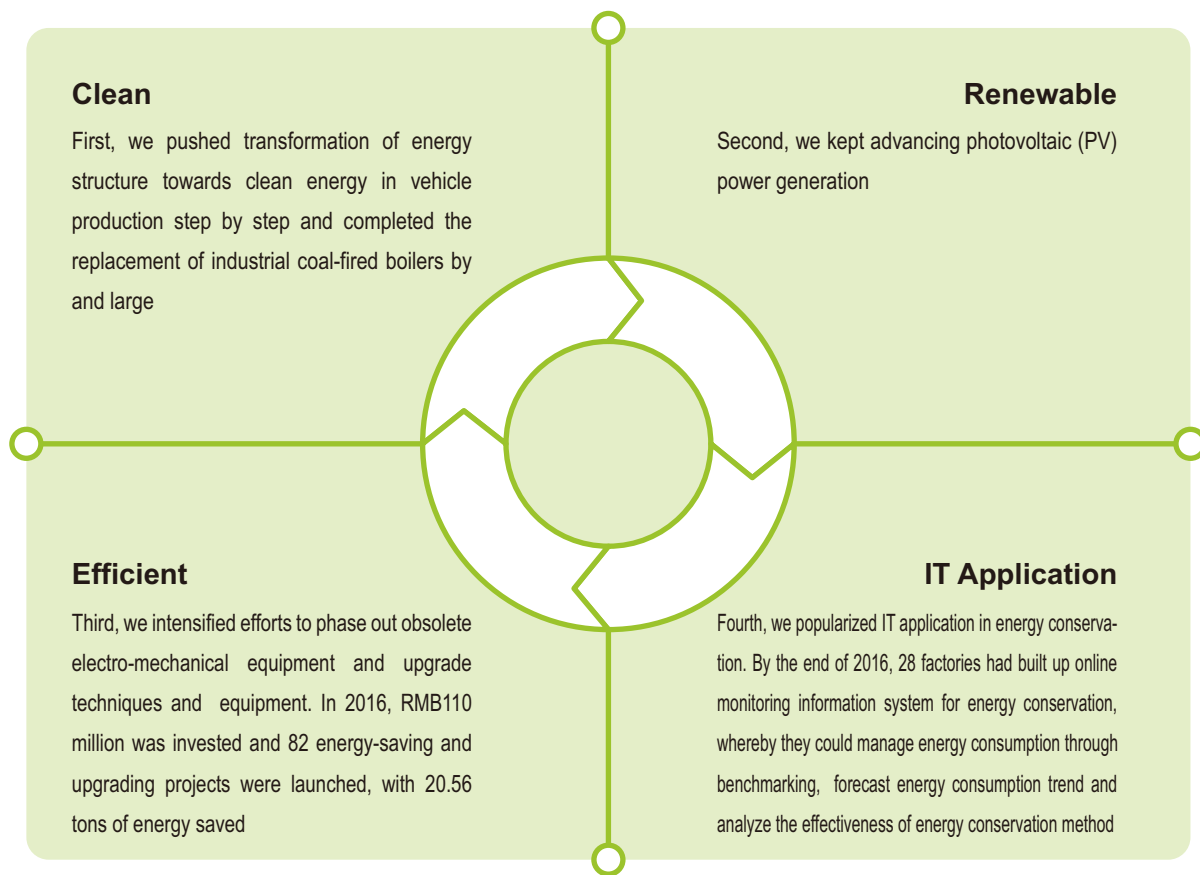 Clean
First, we pushed transformation of energy
structure towards clean energy in vehicle
production step by step and completed the
replacement of industrial coal-fired boilers by
and large
Renewable
Second, we kept advancing photovoltaic (PV)
power generation
Efficient
Third, we intensified efforts to phase out obsolete
electro-mechanical equipment and upgrade
techniques and equipment. In 2016, RMB110
million was invested and 82 energy-saving and
upgrading projects were launched, with 20.56
tons of energy saved
IT Application
Fourth, we popularized IT application in energy conserva-
tion. By the end of 2016, 28 factories had built up online
monitoring information system for energy conservation,
whereby they could manage energy consumption through
benchmarking, forecast energy consumption trend and
analyze the effectiveness of energy conservation method